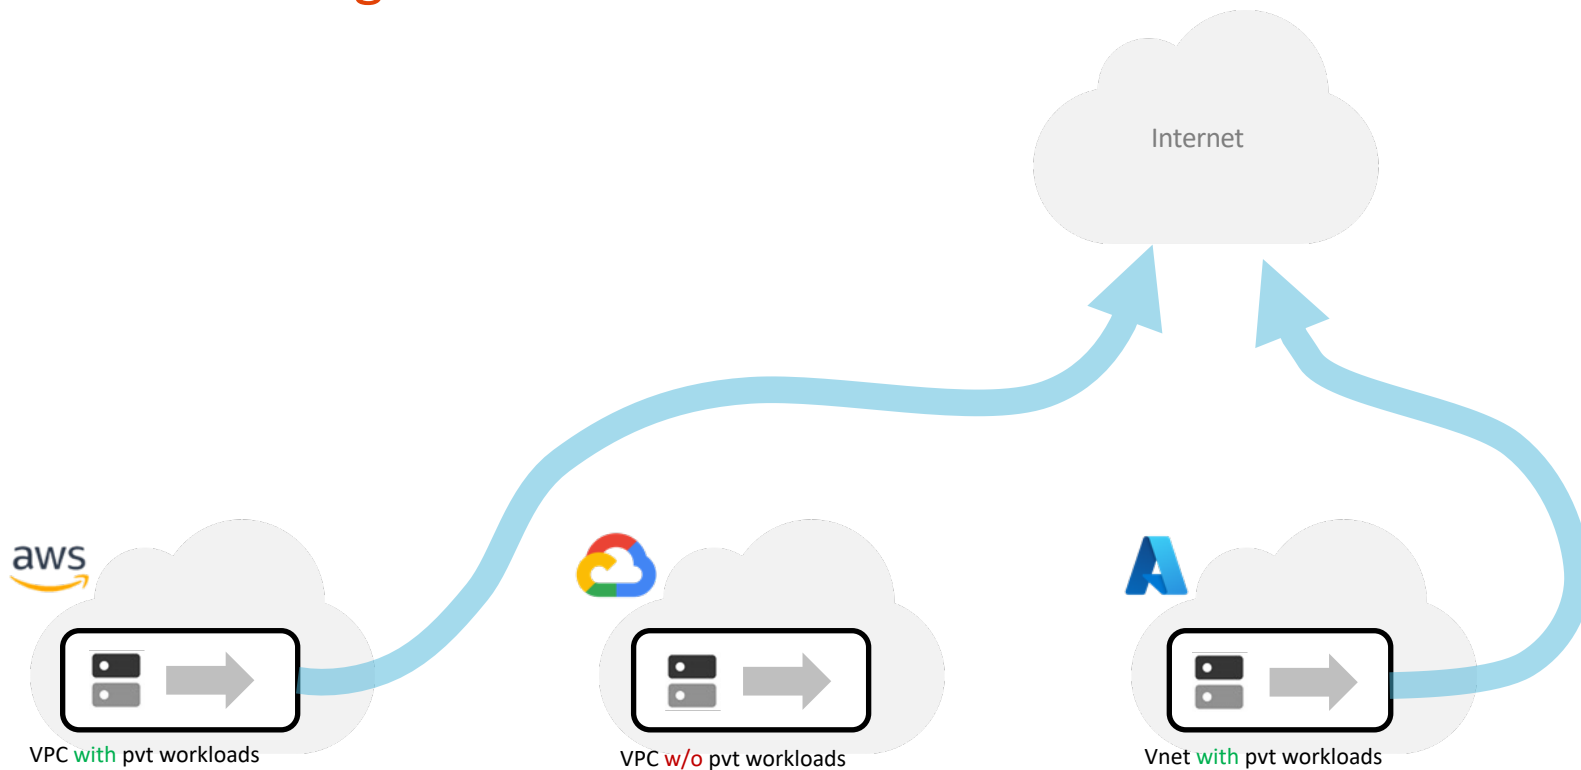 Internet
aws
VPC with pvt workloads
VPC w/o pvt workloads
Vnet with pvt workloads